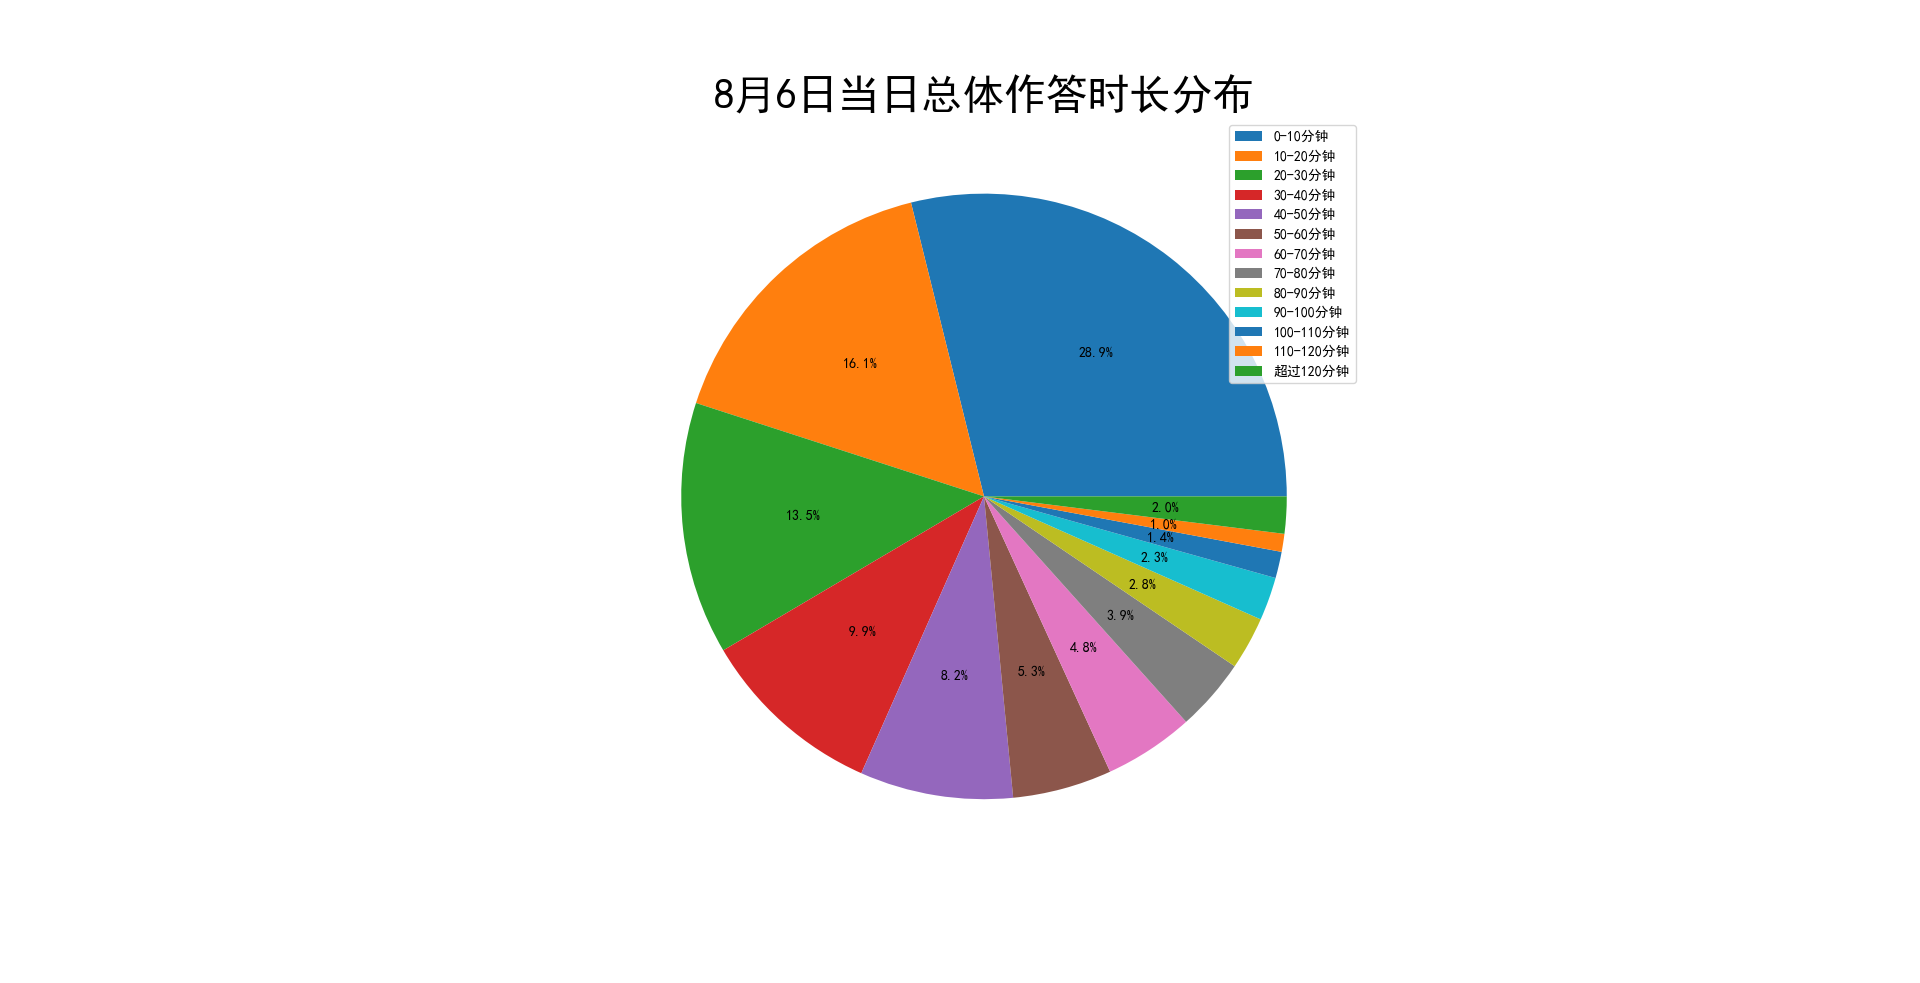 8月6日当日总体作答时长分布
0-10分钟
10-20分钟
20-30分钟
30-40分钟
40-50分钟
50-60分钟
60-70分钟
70-80分钟
80-90分钟
90-100分钟
100-110分钟
110-120分钟
超过120分钟
28.9%
16.1%
13.5%
9.9%
8.2%
5.3%
4.8%
3.9%
2.8%
2.3%
1.4%
1.0%
2.0%